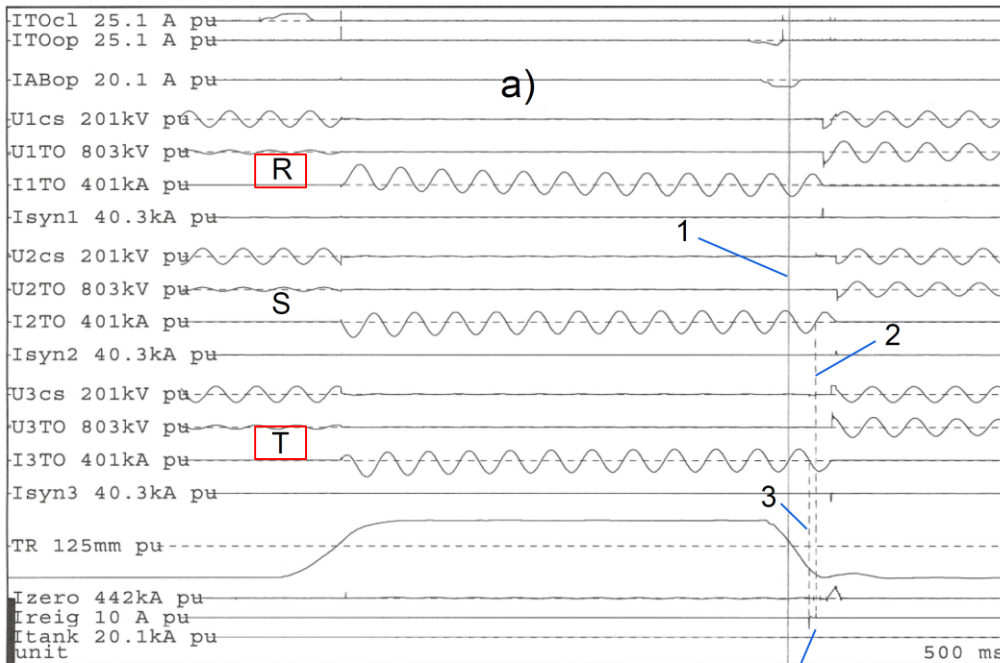 ITOcl 25.1 A pu
ITOop 25.1 A pu
IABop 20.1 A pu
a)
U1cs 201kV pu
U1TO 803kV pu
R
I1TO 401kA pu
Isyn1 40.3kA pu
1
U2cs 201kV pu
U2TO 803kV pu
S
I2TO 401kA pu
2
Isyn2 40.3kA pu
U3cs 201kV pu
U3TO 803kV pu
T
I3TO 401kA pu
Isyn3 40.3kA pu
3
TR 125mm pu
Izero 442kA pu
Ireig 10 A pu
Itank 20.1kA pu
unit 500 ms